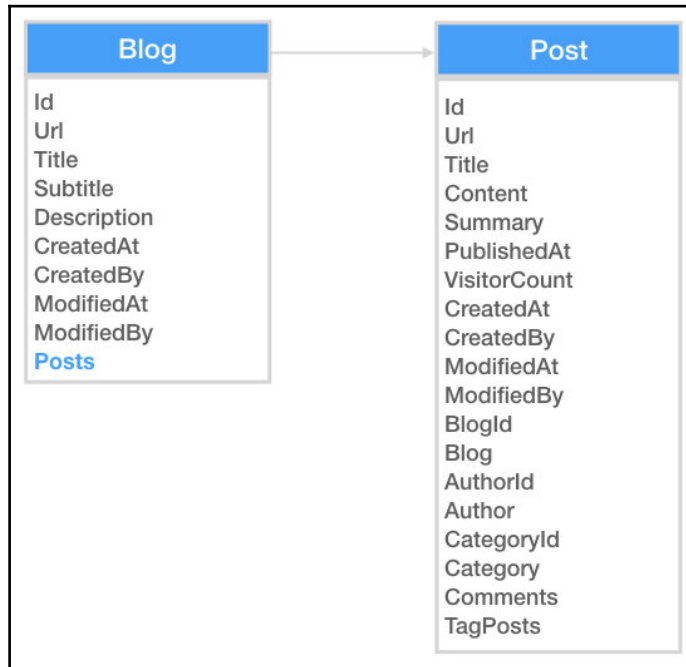 Blog
Id
Url
Title
Subtitle
Description
CreatedAt
CreatedBy
ModifiedAt
ModifiedBy
Posts
Post
Id
Url
Title
Content
Summary
PublishedAt
VisitorCount
CreatedAt
CreatedBy
ModifiedAt
ModifiedBy
BlogId
Blog
AuthorId
Author
CategoryId
Category
Comments
TagPosts